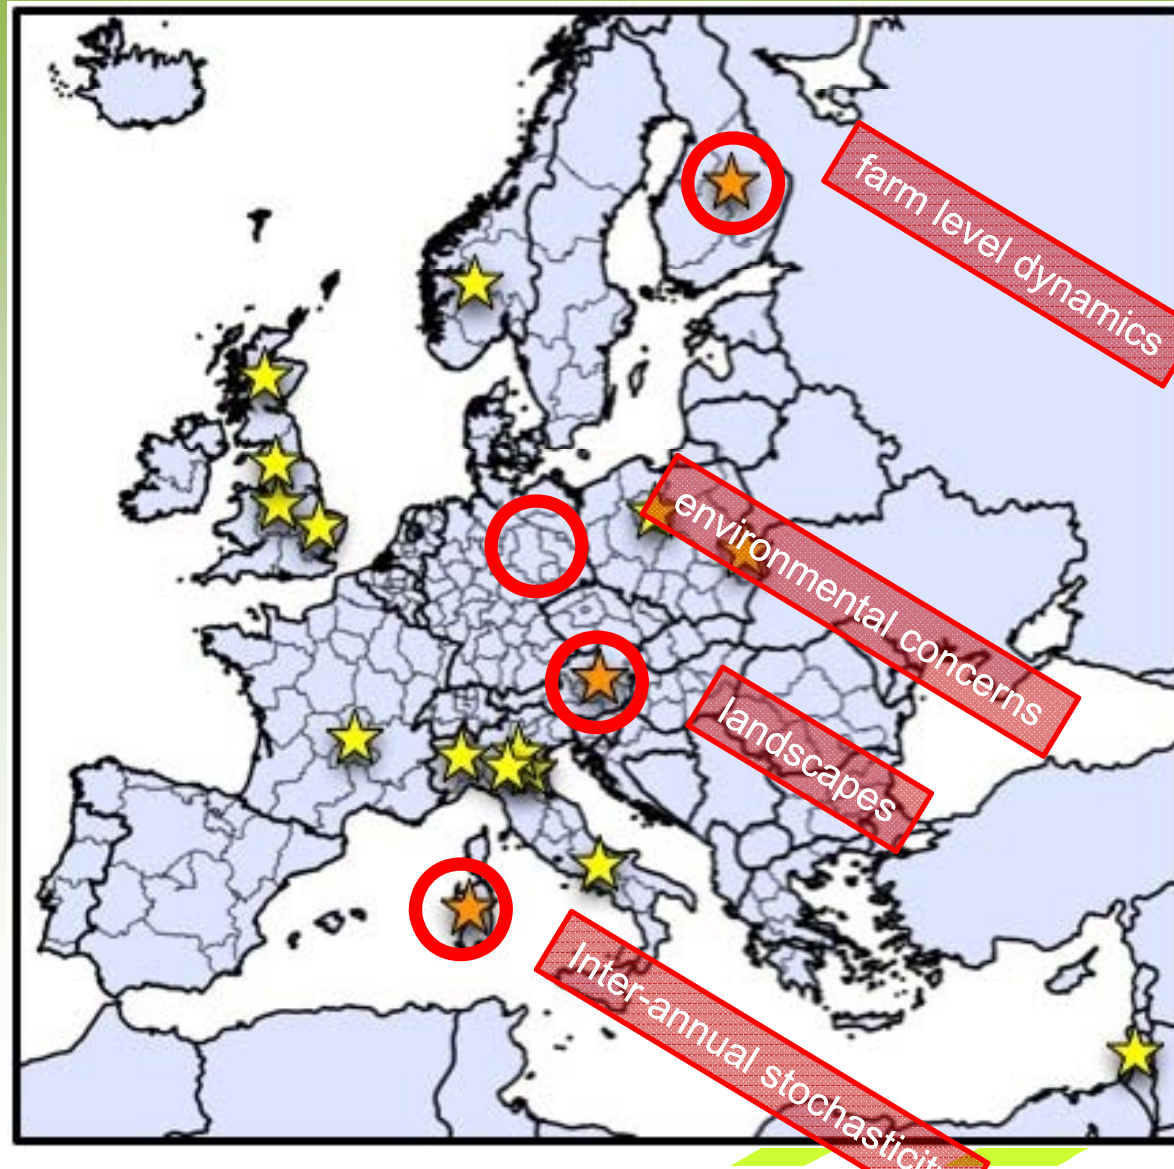 farm level dynamics
environmental concerns
landscapes
Inter-annual stochasticit